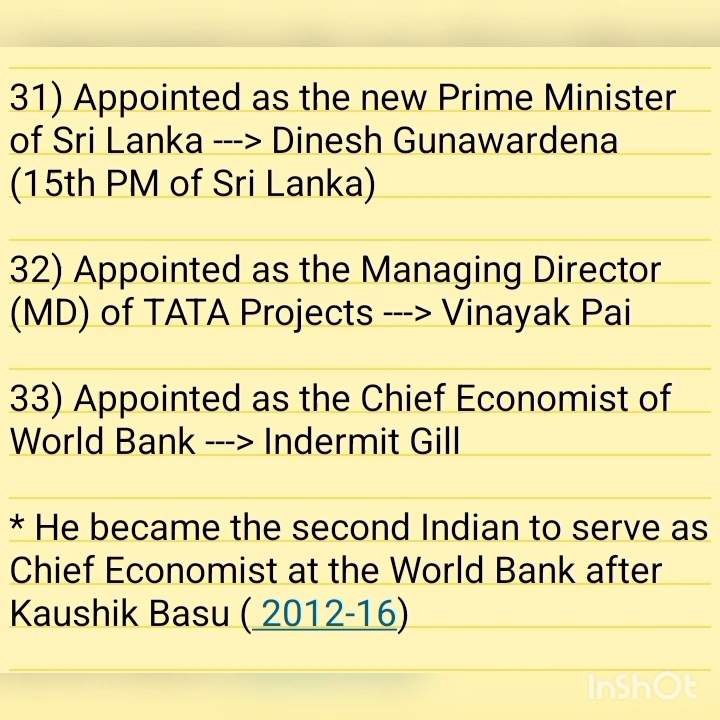 31) Appointed as the new Prime Minister
of Sri Lanka ---> Dinesh Gunawardena
(15th PM of Sri Lanka)
32) Appointed as the Managing Director
(MD) of TATA Projects ---> Vinayak Pai
33) Appointed as the Chief Economist of
World Bank ---> Indermit Gill
* He became the second Indian to serve as
Chief Economist at the World Bank after
Kaushik Basu ( 2012-16)
InShOt